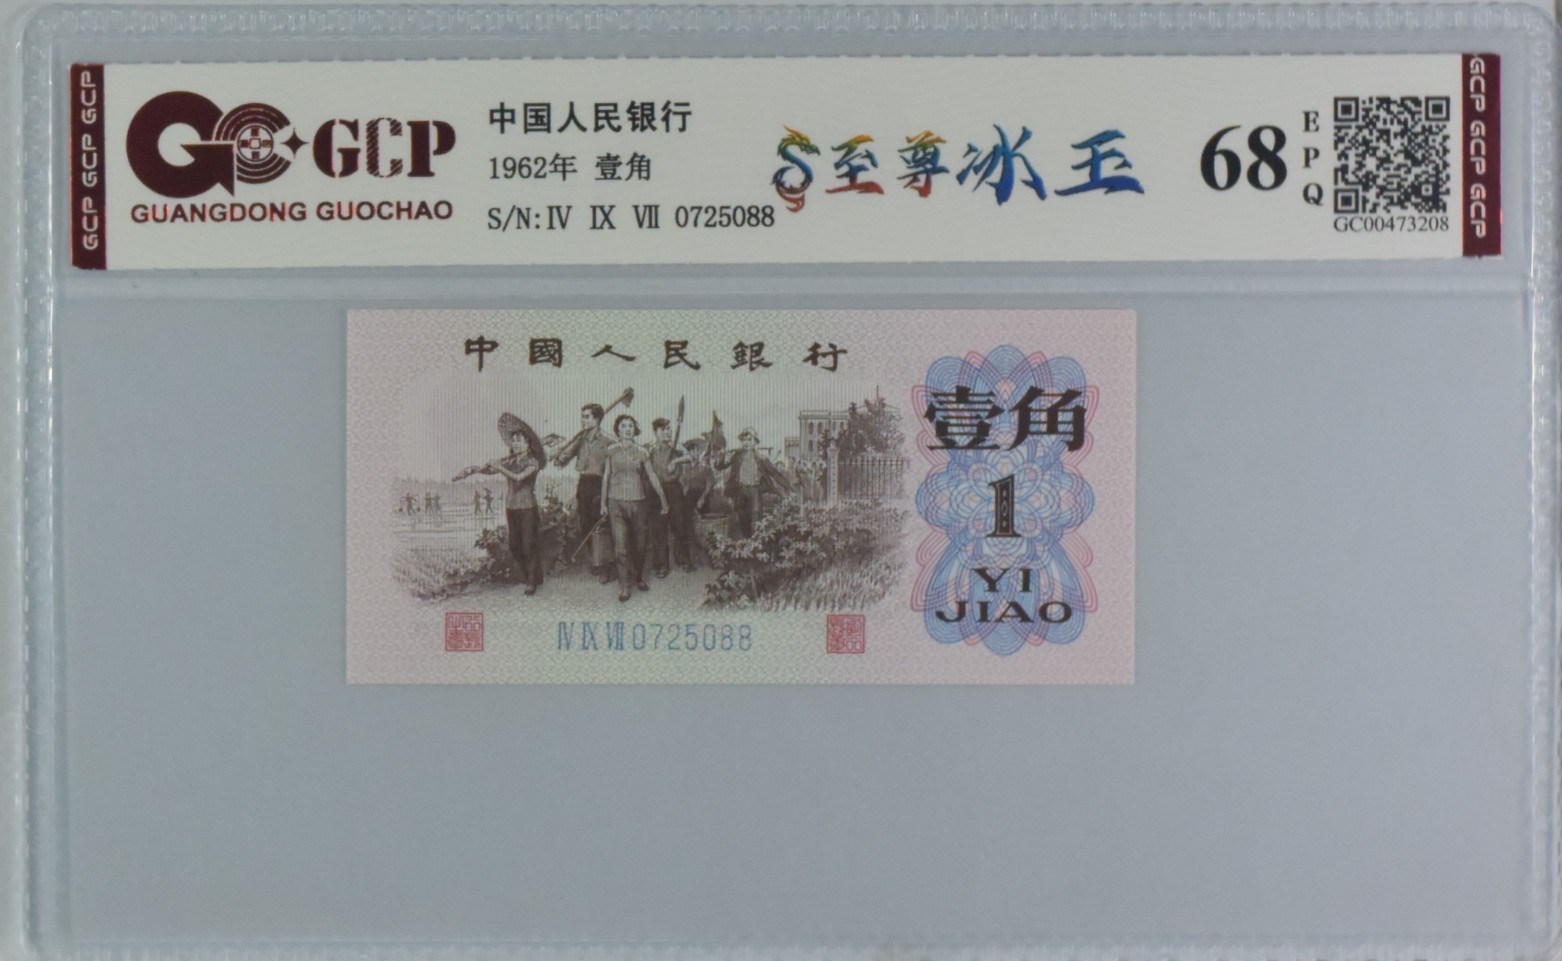 GCP GCP GCP
GCP
GUANGDONG GUOCHAO
中国人民银行
1962年 壹角
S/N:Ⅳ Ⅸ Ⅶ 0725088
至尊冰玉
68
EPQ
GC00473208
GCP GCP GCP
中國人民銀行
壹角
1
YI
JIAO
Ⅳ Ⅸ Ⅶ 0725088